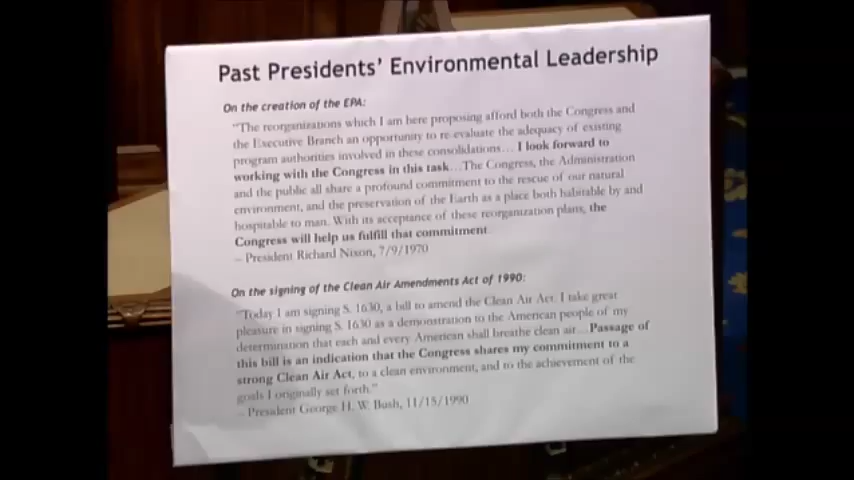 Past Presidents' Environmental Leadership
On the creation of the EPA:
"The reorganizations which I am here proposing afford both the Congress and
the Executive Branch an opportunity to re-evaluate the adequacy of existing
program authorities involved in these consolidations... I look forward to
working with the Congress in this task...The Congress, the Administration
and the public all share a profound commitment to the rescue of our natural
environment, and the preservation of the Earth as a place both habitable by and
hospitable to man. With its acceptance of these reorganization plans, the
Congress will help us fulfill that commitment.
– President Richard Nixon, 7/9/1970
On the signing of the Clean Air Amendments Act of 1990:
"Today I am signing S. 1630, a bill to amend the Clean Air Act. I take great
pleasure in signing S. 1630 as a demonstration to the American people of my
determination that each and every American shall breathe clean air... Passage of
this bill is an indication that the Congress shares my commitment to a
strong Clean Air Act, to a clean environment, and to the achievement of the
goals I originally set forth."
– President George H. W. Bush, 11/15/1990